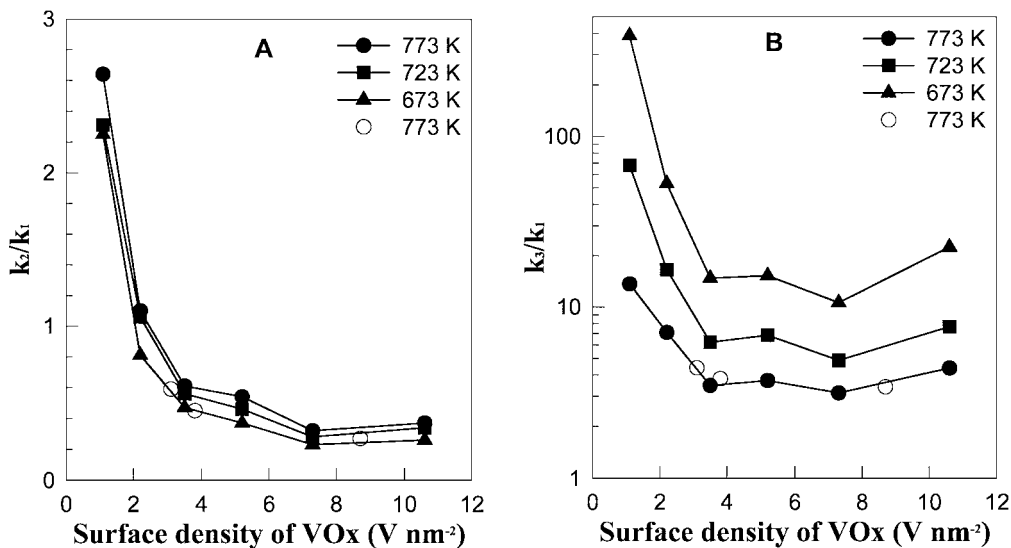 A
773 K
723 K
673 K
773 K
3
2
1
0
k₂/k₁
0 2 4 6 8 10 12
Surface density of VOx (V nm⁻²)
B
773 K
723 K
673 K
773 K
100
10
1
k₃/k₁
0 2 4 6 8 10 12
Surface density of VOx (V nm⁻²)